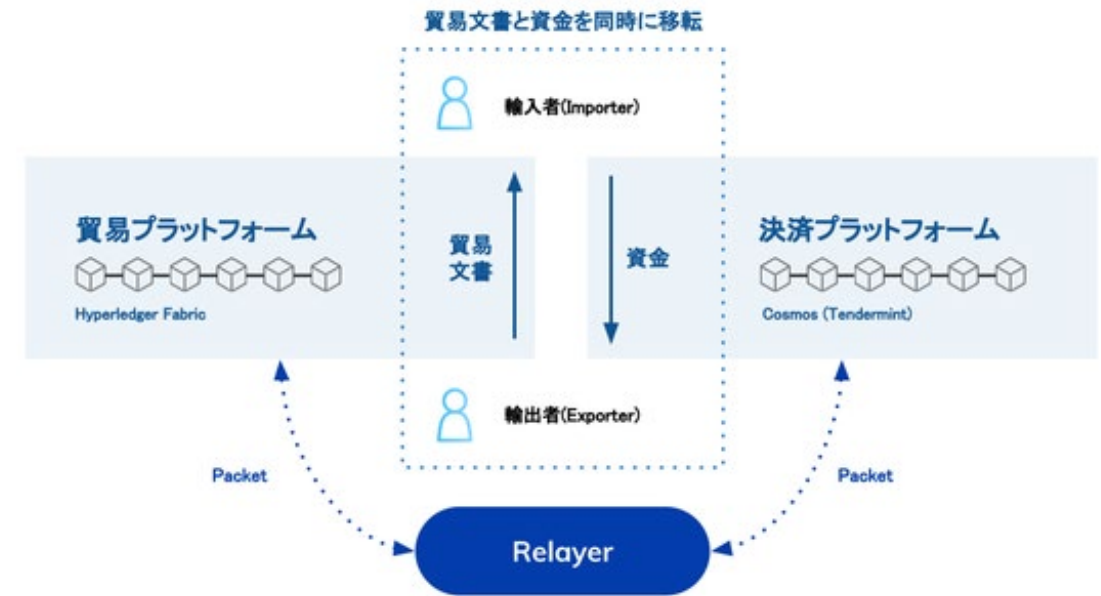 貿易文書と資金を同時に移転
輸入者(Importer)
貿易プラットフォーム
Hyperledger Fabric
貿易
文書
資金
決済プラットフォーム
Cosmos (Tendermint)
輸出者(Exporter)
Packet
Packet
Relayer